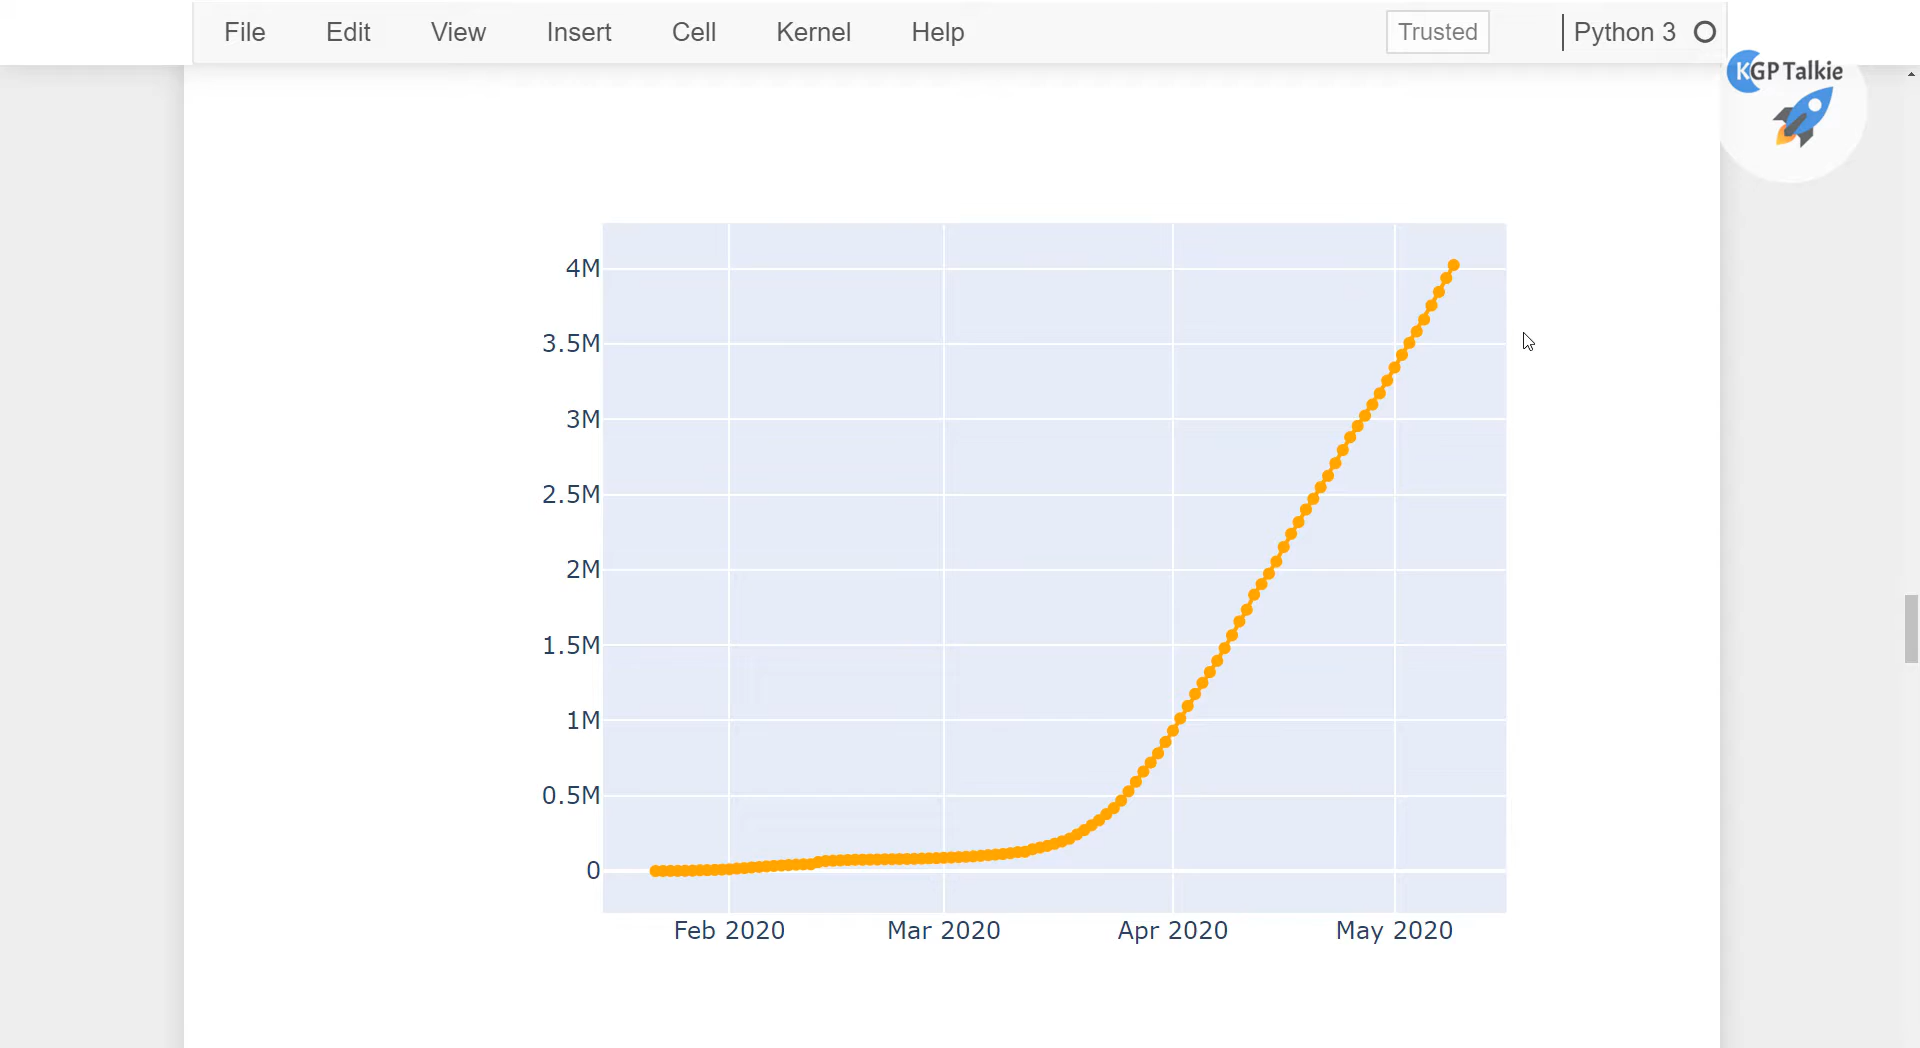 File Edit View Insert Cell Kernel Help Trusted Python 3
KGP Talkie
4M
3.5M
3M
2.5M
2M
1.5M
1M
0.5M
0
Feb 2020 Mar 2020 Apr 2020 May 2020